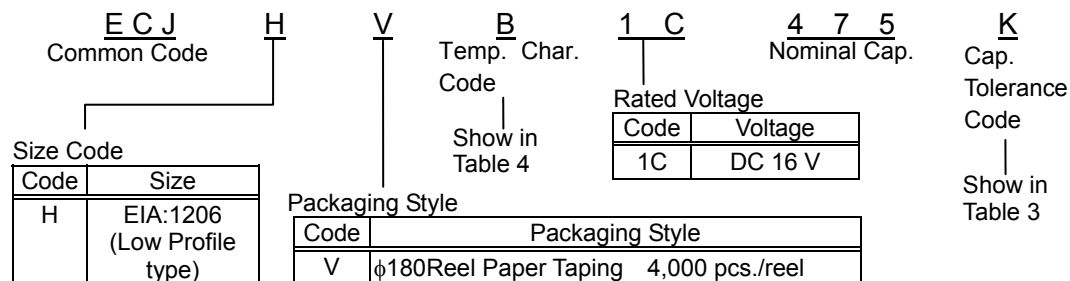 E C J H V B 1 C 4 7 5 K
Common Code
Temp. Char.
Code
Show in
Table 4
Nominal Cap.
Cap.
Tolerance
Code
Show in
Table 3
Rated Voltage
Code Voltage
1C DC 16 V
Size Code
Code Size
H EIA:1206
(Low Profile
type)
Packaging Style
Code Packaging Style
V ϕ180Reel Paper Taping 4,000 pcs./reel